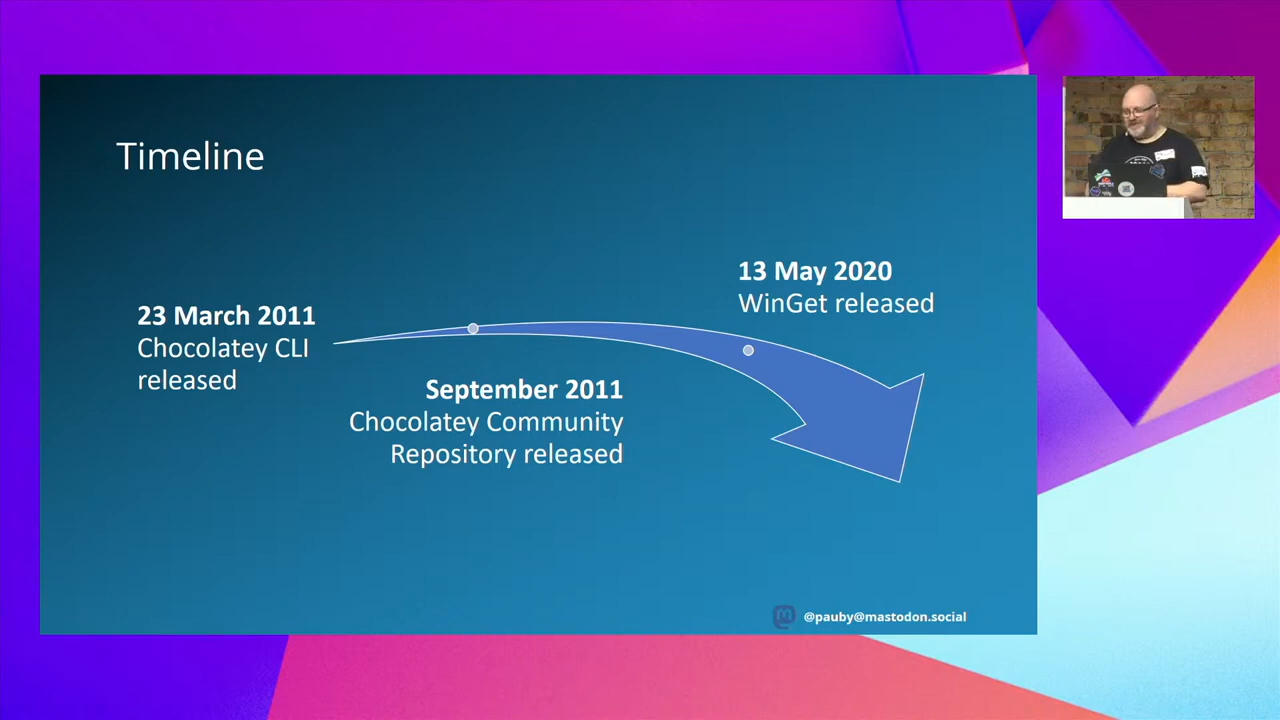 Timeline
23 March 2011
Chocolatey CLI
released
September 2011
Chocolatey Community
Repository released
13 May 2020
WinGet released
@pauby@mastodon.social